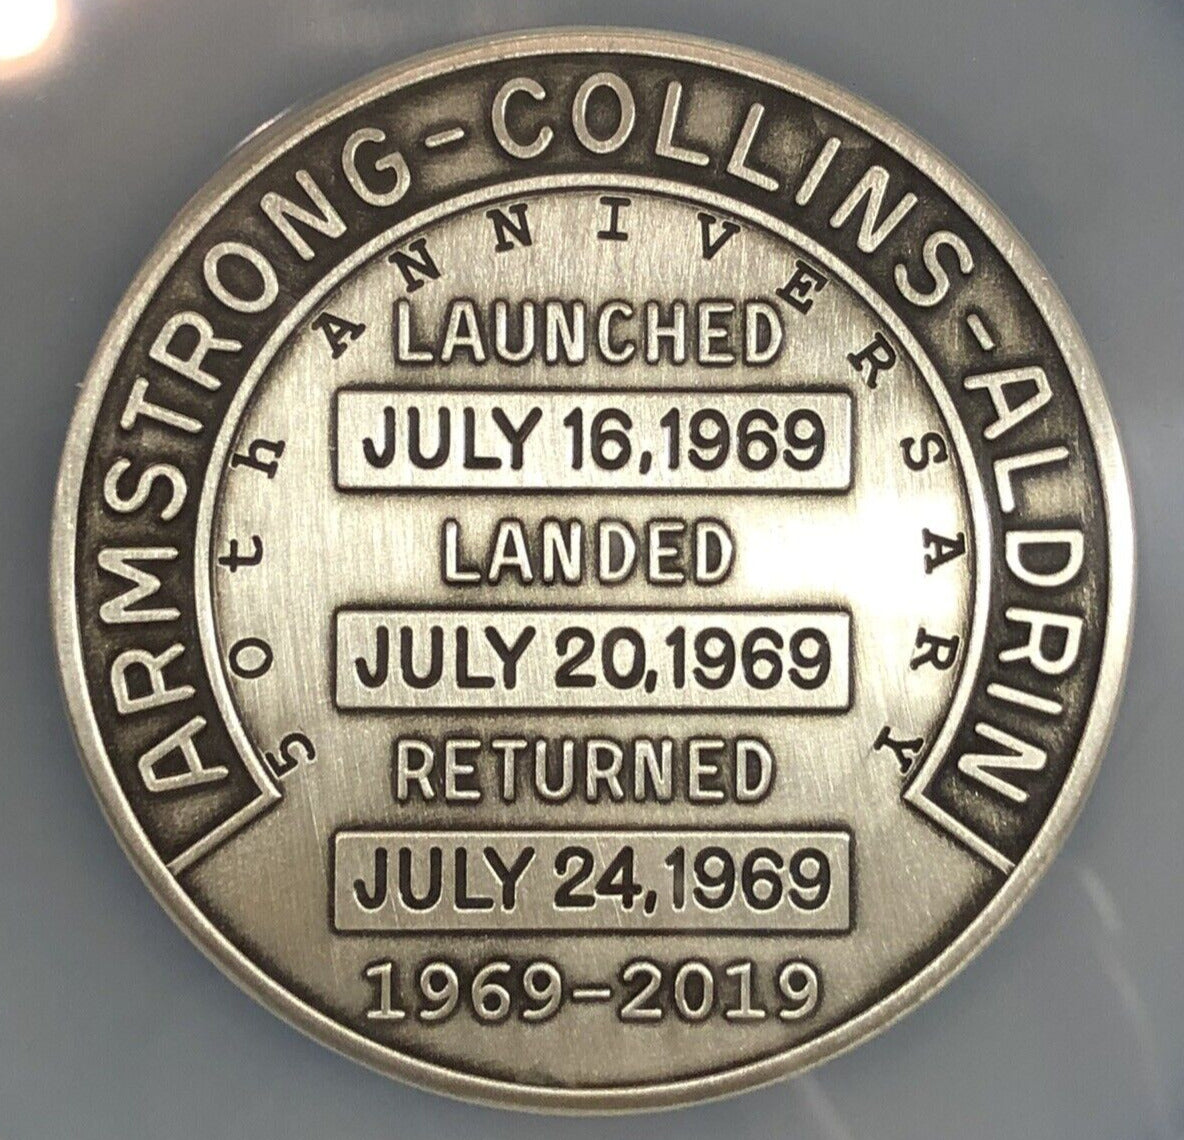 ARMSTRONG-COLLINS-ALDRIN
50th ANNIVERSARY
LAUNCHED
JULY 16,1969
LANDED
JULY 20,1969
RETURNED
JULY 24,1969
1969-2019